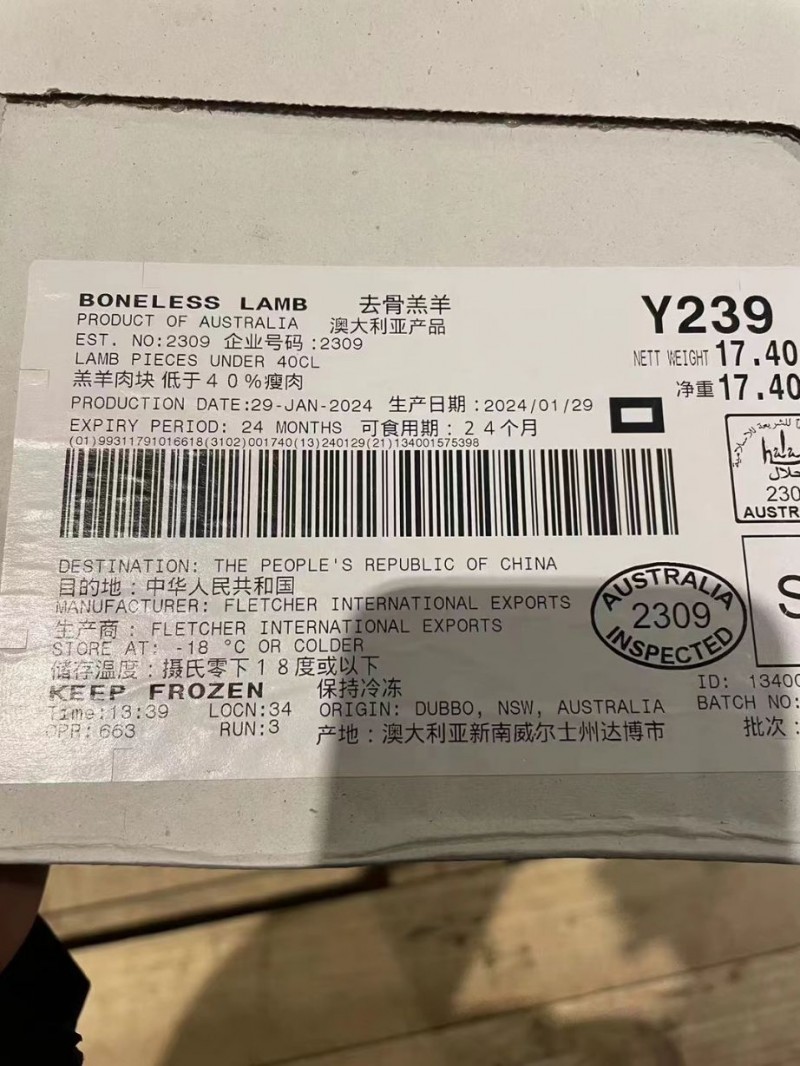 BONELESS LAMB 去骨羔羊
PRODUCT OF AUSTRALIA 澳大利亚产品
EST. NO:2309 企业号码:2309
LAMB PIECES UNDER 40CL
羔羊肉块 低于40%瘦肉
PRODUCTION DATE:29-JAN-2024 生产日期:2024/01/29
EXPIRY PERIOD: 24 MONTHS 可食用期:24个月
(01)99311791016618(3102)001740(13)240129(21)134001575398
Y239
NETT WEIGHT 17.40
净重 17.40
حلال
230
AUSTR
DESTINATION: THE PEOPLE'S REPUBLIC OF CHINA
目的地:中华人民共和国
MANUFACTURER: FLETCHER INTERNATIONAL EXPORTS
生产商:FLETCHER INTERNATIONAL EXPORTS
STORE AT: -18 °C OR COLDER
储存温度:摄氏零下18度或以下
KEEP FROZEN 保持冷冻
Time:13:39 LOCN:34 ORIGIN: DUBBO, NSW, AUSTRALIA
OPR:663 RUN:3 产地:澳大利亚新南威尔士州达博市
AUSTRALIA
2309
INSPECTED
S
ID: 13400
BATCH NO:
批次: